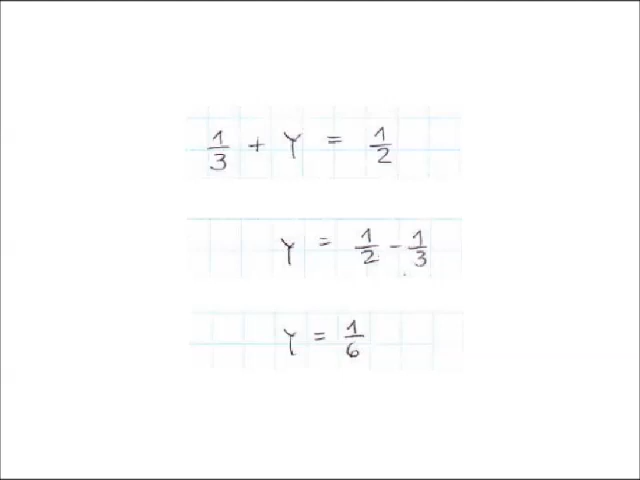 1/3 + Y = 1/2
Y = 1/2 - 1/3
Y = 1/6